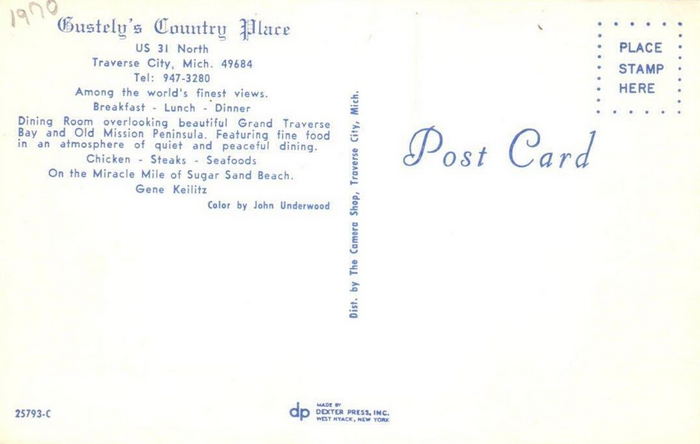 1970
Gustely's Country Place
US 31 North
Traverse City, Mich. 49684
Tel: 947-3280
Among the world's finest views.
Breakfast - Lunch - Dinner
Dining Room overlooking beautiful Grand Traverse
Bay and Old Mission Peninsula. Featuring fine food
in an atmosphere of quiet and peaceful dining.
Chicken - Steaks - Seafoods
On the Miracle Mile of Sugar Sand Beach.
Gene Keilitz
Color by John Underwood
Dist. by The Camera Shop, Traverse City, Mich.
PLACE
STAMP
HERE
Post Card
25793-C
dp
MADE BY
DEXTER PRESS, INC.
WEST NYACK, NEW YORK